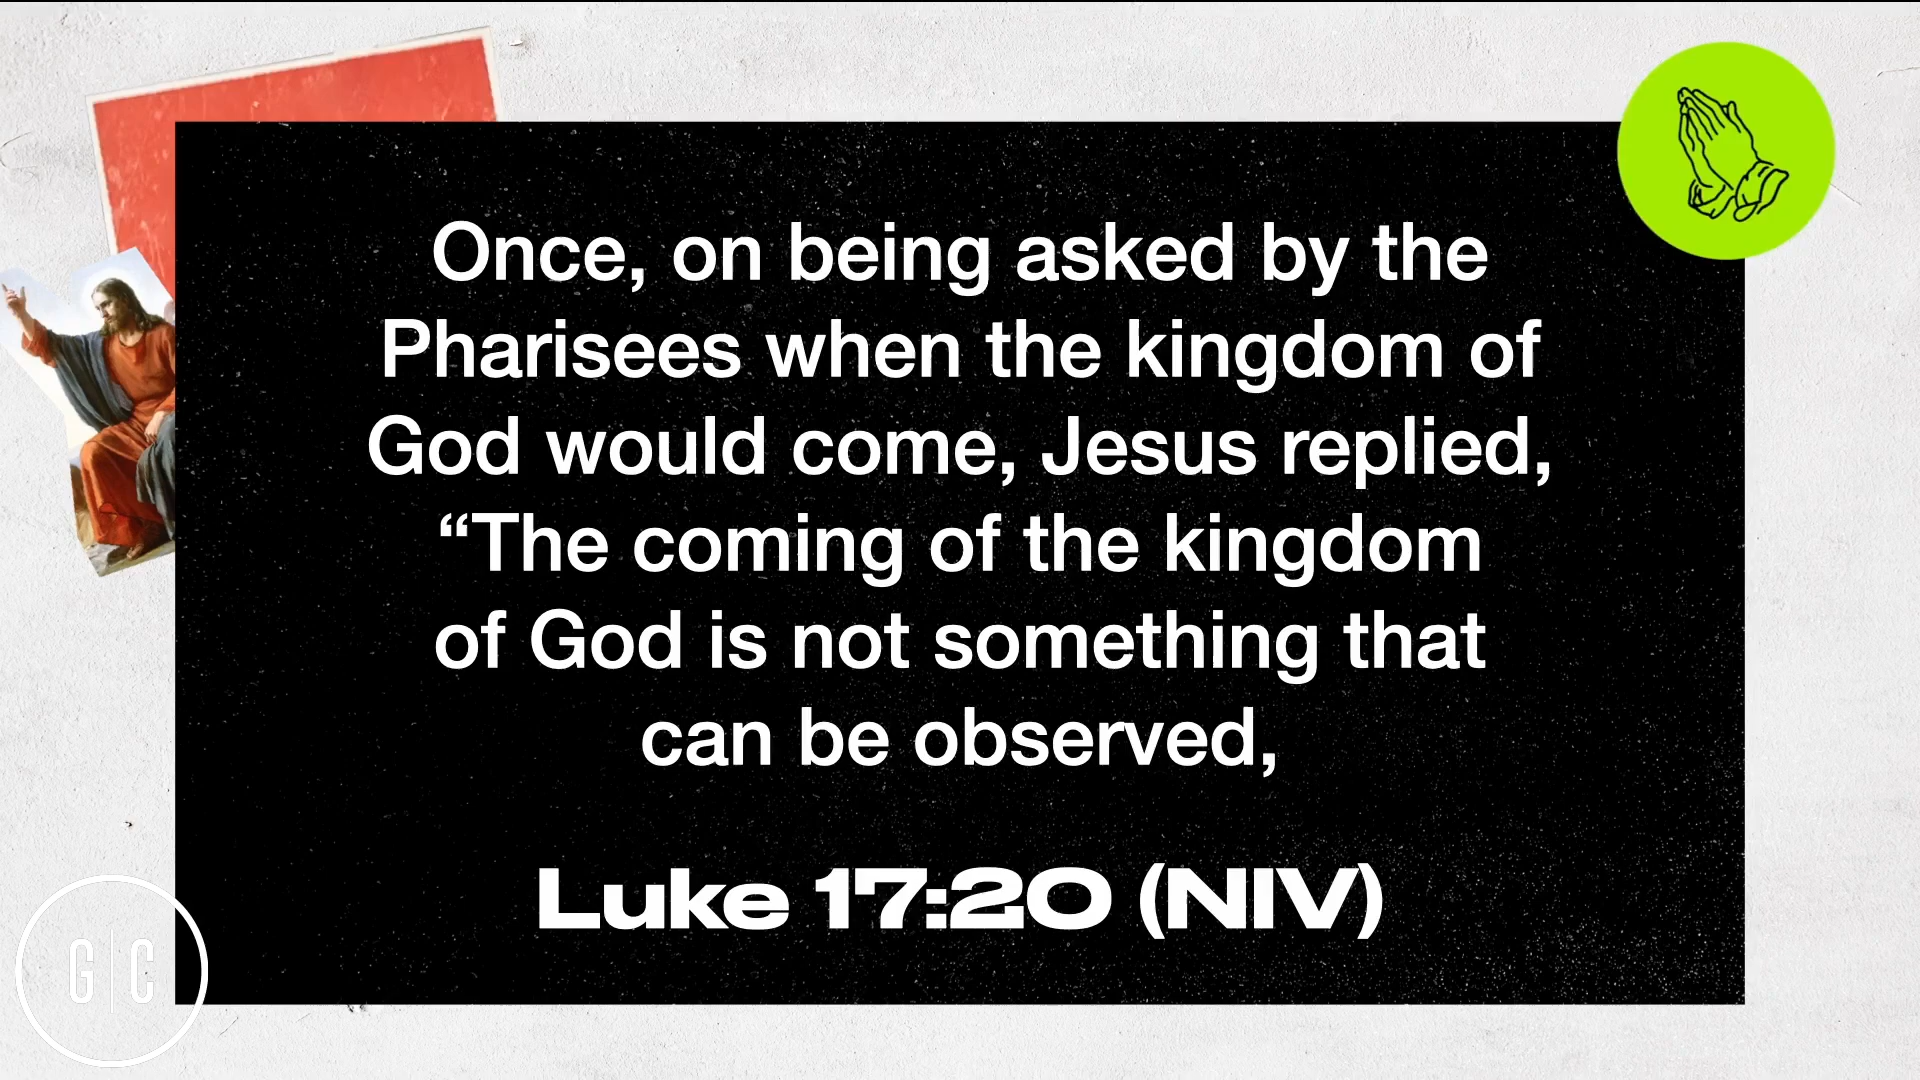 Once, on being asked by the
Pharisees when the kingdom of
God would come, Jesus replied,
“The coming of the kingdom
of God is not something that
can be observed,
Luke 17:20 (NIV)
G|C